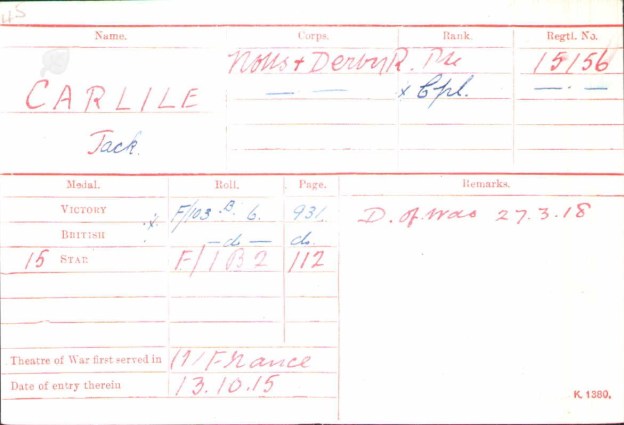 Name. Corps. Rank. Regtl. No.
Notts + Derby R. Pte 15156
CARLILE — — x Cpl. — . —
Jack.
Medal. Roll. Page. Remarks.
VICTORY x F/103 B 6. 931. D. of Wds 27.3.18
BRITISH — do — do.
15 STAR F/1 B2 112
Theatre of War first served in (1) France
Date of entry therein 13.10.15
K. 1380.